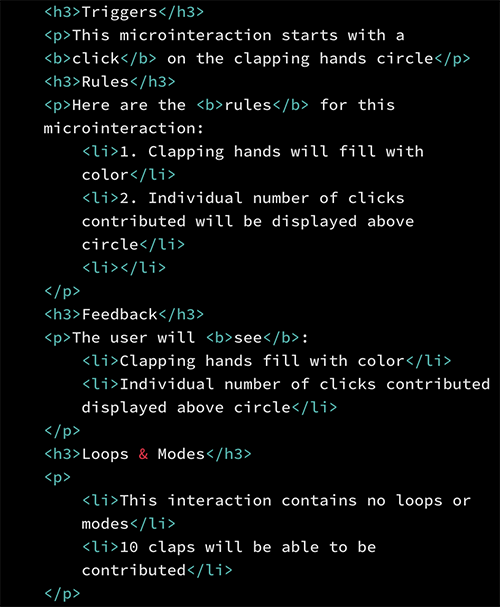 <h3>Triggers</h3>
<p>This microinteraction starts with a
<b>click</b> on the clapping hands circle</p>
<h3>Rules</h3>
<p>Here are the <b>rules</b> for this
microinteraction:
<li>1. Clapping hands will fill with
color</li>
<li>2. Individual number of clicks
contributed will be displayed above
circle</li>
<li></li>
</p>
<h3>Feedback</h3>
<p>The user will <b>see</b>:
<li>Clapping hands fill with color</li>
<li>Individual number of clicks contributed
displayed above circle</li>
</p>
<h3>Loops & Modes</h3>
<p>
<li>This interaction contains no loops or
modes</li>
<li>10 claps will be able to be
contributed</li>
</p>